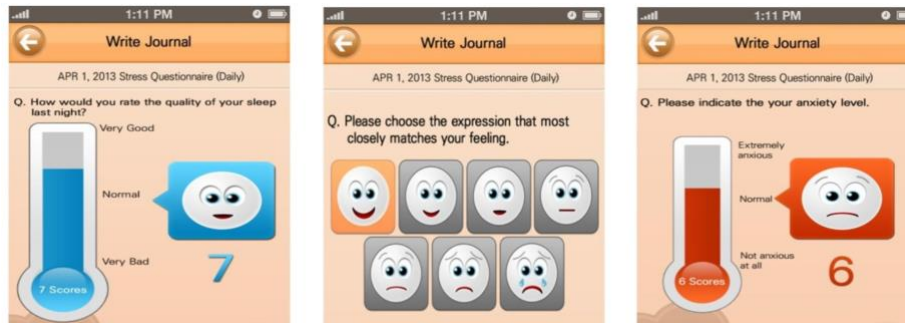 1:11 PM
Write Journal
APR 1, 2013 Stress Questionnaire (Daily)
Q. How would you rate the quality of your sleep
last night?
Very Good
Normal
Very Bad
7
7 Scores
1:11 PM
Write Journal
APR 1, 2013 Stress Questionnaire (Daily)
Q. Please choose the expression that most
closely matches your feeling.
1:11 PM
Write Journal
APR 1, 2013 Stress Questionnaire (Daily)
Q. Please indicate the your anxiety level.
Extremely
anxious
Normal
Not anxious
at all
6
6 Scores